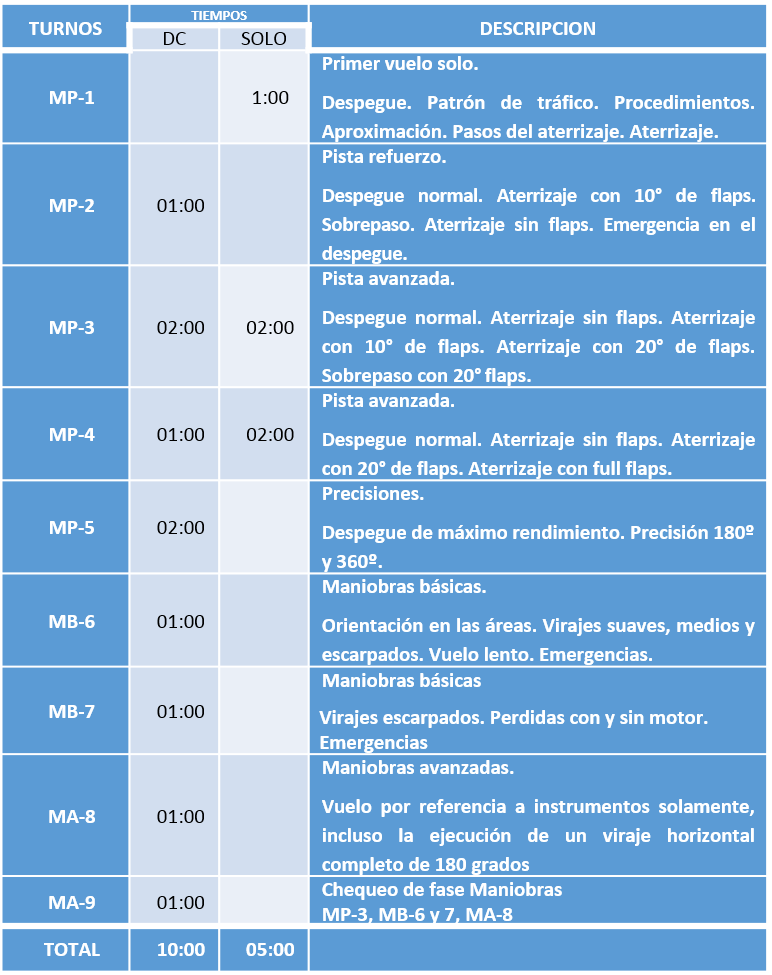 TURNOS TIEMPOS DESCRIPCION
DC SOLO
MP-1 1:00 Primer vuelo solo.
Despegue. Patrón de tráfico. Procedimientos.
Aproximación. Pasos del aterrizaje. Aterrizaje.
MP-2 01:00 Pista refuerzo.
Despegue normal. Aterrizaje con 10° de flaps.
Sobrepaso. Aterrizaje sin flaps. Emergencia en el
despegue.
MP-3 02:00 02:00 Pista avanzada.
Despegue normal. Aterrizaje sin flaps. Aterrizaje
con 10° de flaps. Aterrizaje con 20° de flaps.
Sobrepaso con 20° flaps.
MP-4 01:00 02:00 Pista avanzada.
Despegue normal. Aterrizaje sin flaps. Aterrizaje
con 20° de flaps. Aterrizaje con full flaps.
MP-5 02:00 Precisiones.
Despegue de máximo rendimiento. Precisión 180º
y 360º.
MB-6 01:00 Maniobras básicas.
Orientación en las áreas. Virajes suaves, medios y
escarpados. Vuelo lento. Emergencias.
MB-7 01:00 Maniobras básicas
Virajes escarpados. Perdidas con y sin motor.
Emergencias
MA-8 01:00 Maniobras avanzadas.
Vuelo por referencia a instrumentos solamente,
incluso la ejecución de un viraje horizontal
completo de 180 grados
MA-9 01:00 Chequeo de fase Maniobras
MP-3, MB-6 y 7, MA-8
TOTAL 10:00 05:00